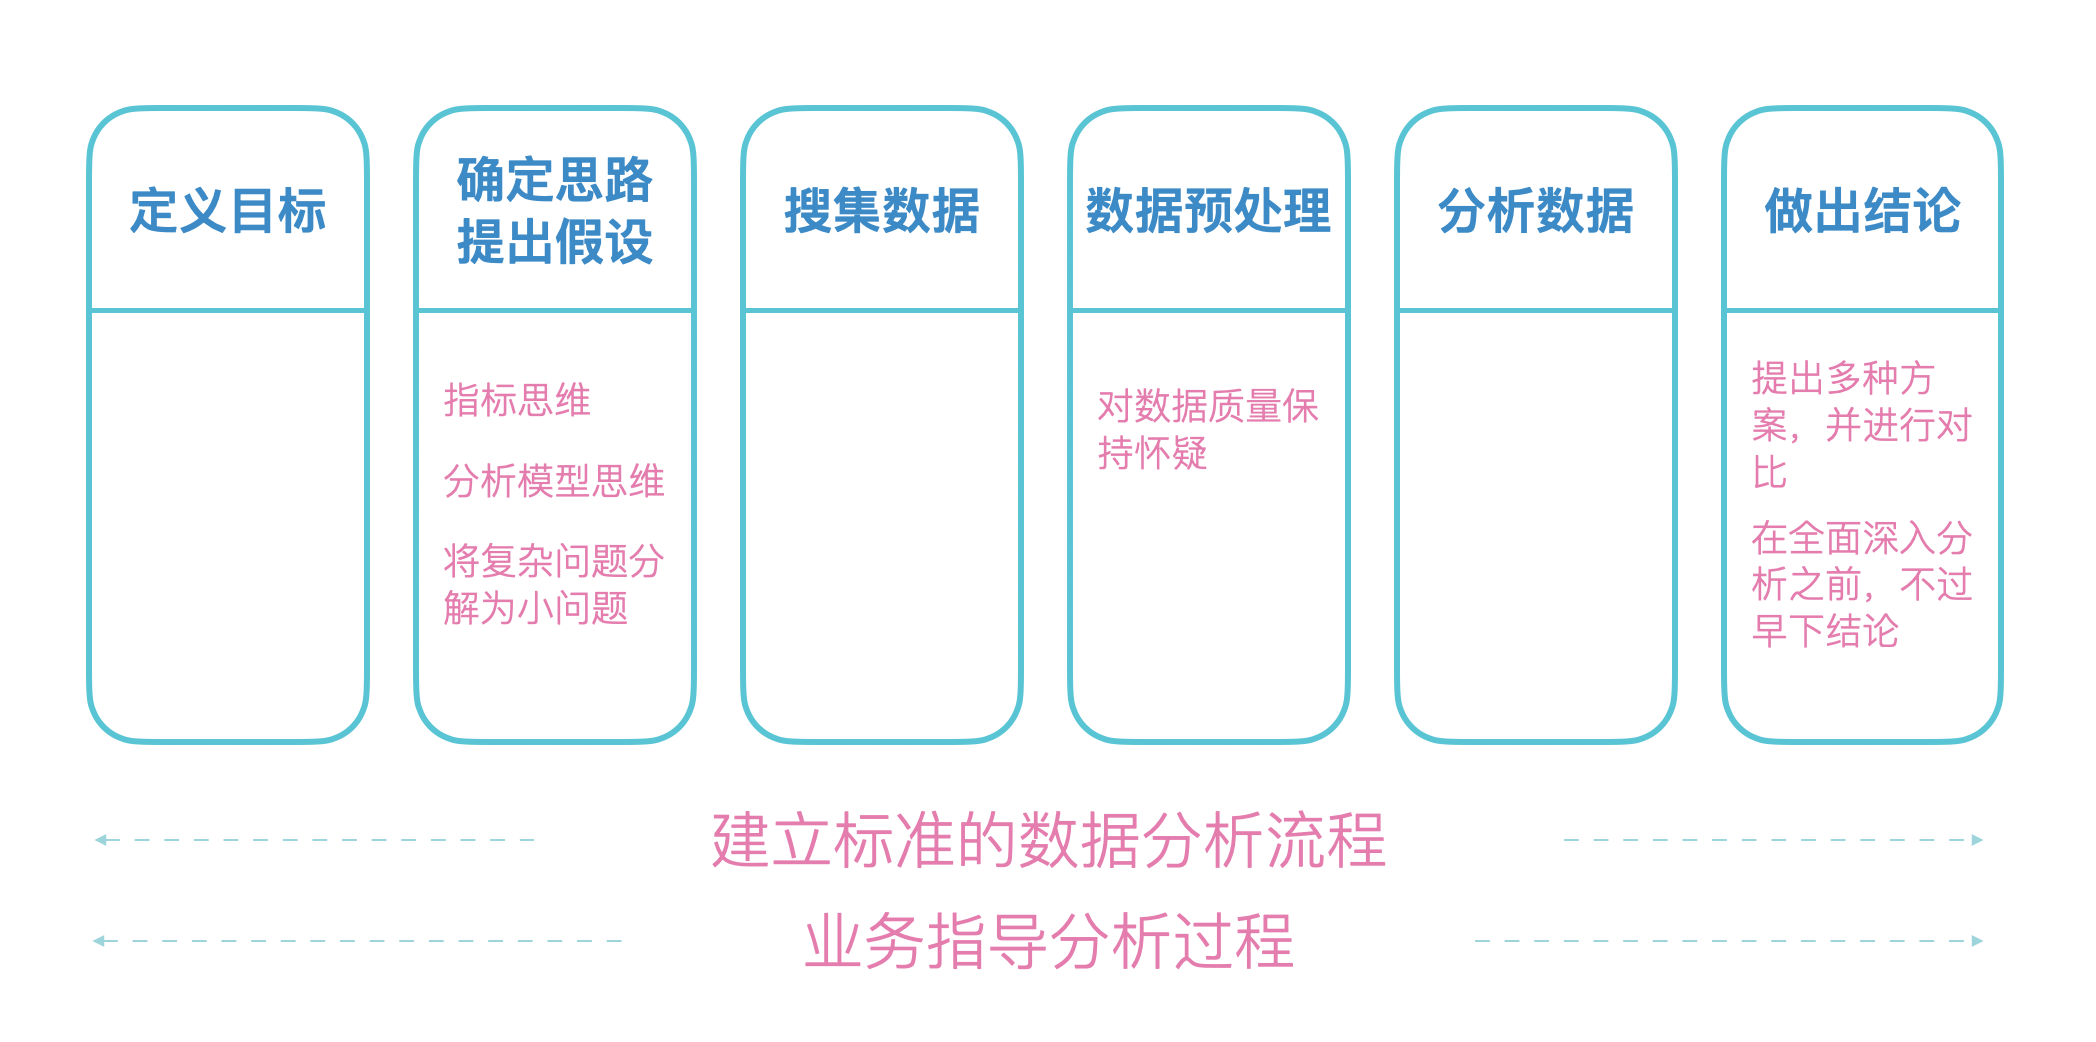 定义目标
确定思路
提出假设
搜集数据
数据预处理
分析数据
做出结论
指标思维
分析模型思维
将复杂问题分
解为小问题
对数据质量保
持怀疑
提出多种方
案，并进行对
比
在全面深入分
析之前，不过
早下结论
建立标准的数据分析流程
业务指导分析过程